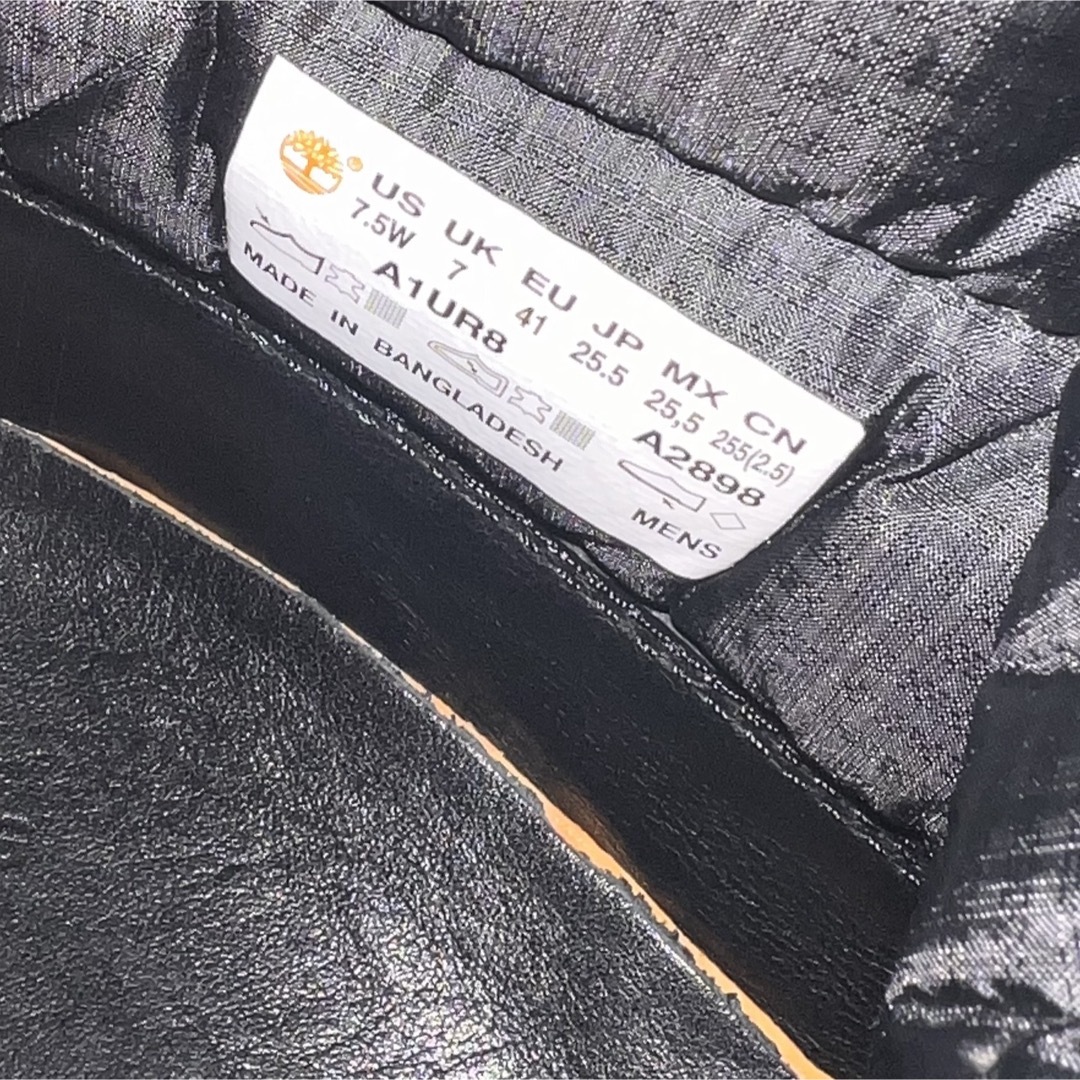 ® US UK EU JP MX CN
7.5W 7 41 25.5 25,5 255(2.5)
A1UR8 A2898
MADE IN BANGLADESH MENS